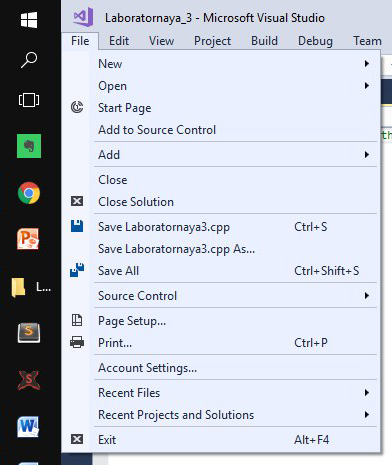 Laboratornaya_3 - Microsoft Visual Studio
File Edit View Project Build Debug Team
New
Open
Start Page
Add to Source Control
Add
Close
Close Solution
Save Laboratornaya3.cpp Ctrl+S
Save Laboratornaya3.cpp As...
Save All Ctrl+Shift+S
Source Control
Page Setup...
Print... Ctrl+P
Account Settings...
Recent Files
Recent Projects and Solutions
Exit Alt+F4
L...
th